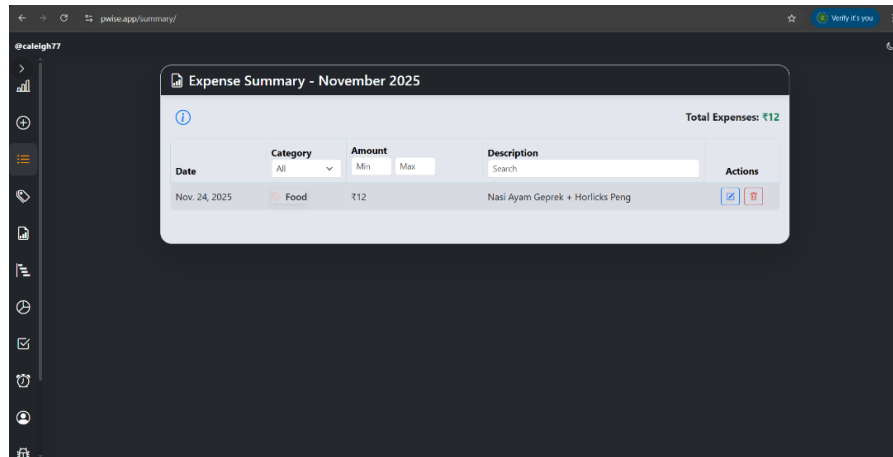 pwise.app/summary/
Verify it's you
@caleigh77
Expense Summary - November 2025
Total Expenses: ₹12
Date
Category
All
Amount
Min Max
Description
Search
Actions
Nov. 24, 2025 Food ₹12 Nasi Ayam Geprek + Horlicks Peng